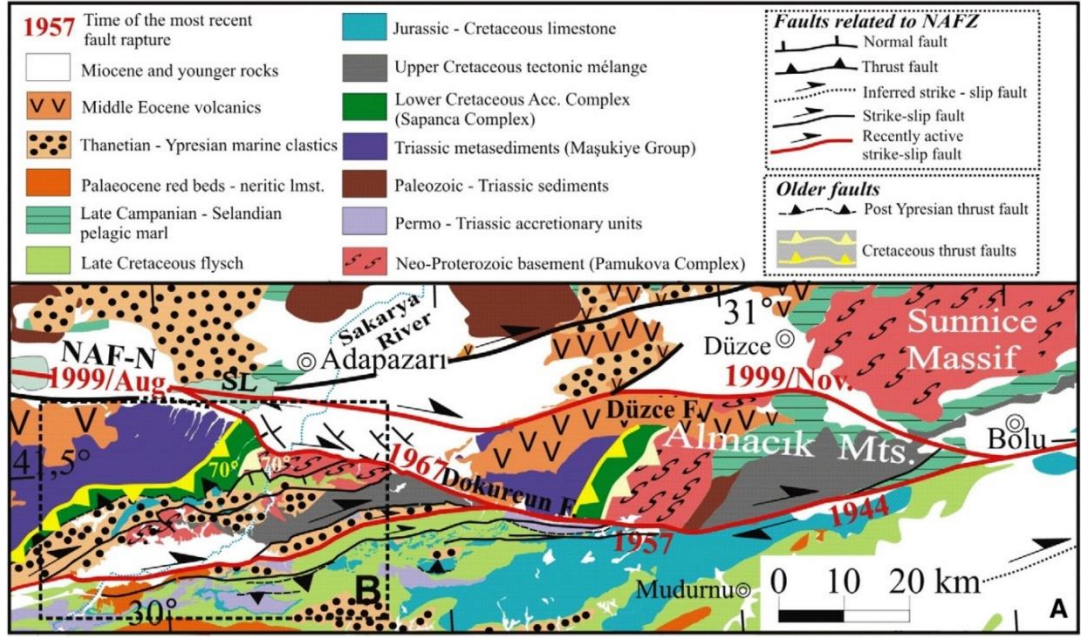 1957 Time of the most recent
fault rapture
Miocene and younger rocks
Middle Eocene volcanics
Thanetian - Ypresian marine clastics
Palaeocene red beds - neritic lmst.
Late Campanian - Selandian
pelagic marl
Late Cretaceous flysch
Jurassic - Cretaceous limestone
Upper Cretaceous tectonic mélange
Lower Cretaceous Acc. Complex
(Sapanca Complex)
Triassic metasediments (Maşukiye Group)
Paleozoic - Triassic sediments
Permo - Triassic accretionary units
Neo-Proterozoic basement (Pamukova Complex)
Faults related to NAFZ
Normal fault
Thrust fault
Inferred strike - slip fault
Strike-slip fault
Recently active
strike-slip fault
Older faults
Post Ypresian thrust fault
Cretaceous thrust faults
Sakarya
River
31°
Sunnice
Massif
NAF-N
Adapazarı
Düzce
1999/Aug.
SL
1999/Nov.
Düzce F.
Almacık Mts.
Bolu
41,5°
70°
70°
1967
Dokurcun F.
1944
1957
B
Mudurnu
30°
0 10 20 km
A